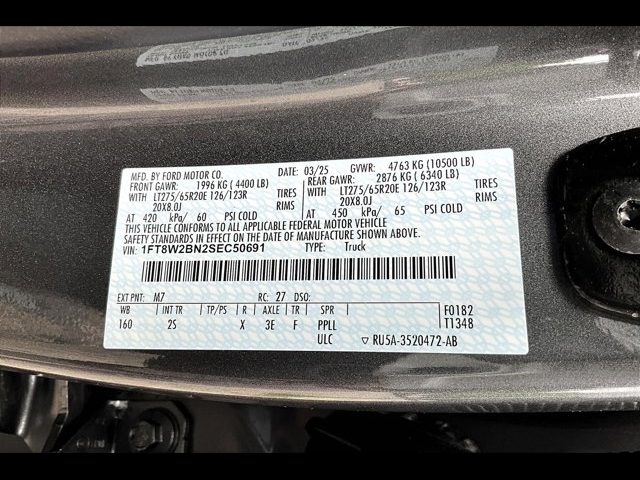 MFD. BY FORD MOTOR CO. DATE: 03/25 GVWR: 4763 KG (10500 LB)
FRONT GAWR: 1996 KG (4400 LB) REAR GAWR: 2876 KG (6340 LB)
WITH LT275/65R20E 126/123R TIRES WITH LT275/65R20E 126/123R TIRES
20X8.0J RIMS 20X8.0J RIMS
AT 420 kPa/ 60 PSI COLD AT 450 kPa/ 65 PSI COLD
THIS VEHICLE CONFORMS TO ALL APPLICABLE FEDERAL MOTOR VEHICLE
SAFETY STANDARDS IN EFFECT ON THE DATE OF MANUFACTURE SHOWN ABOVE.
VIN: 1FT8W2BN2SEC50691 TYPE: Truck
EXT PNT: M7 RC: 27 DSO:
WB INT TR TP/PS R AXLE TR SPR F0182
160 2S X 3E F PPLL T1348
ULC RU5A-3520472-AB